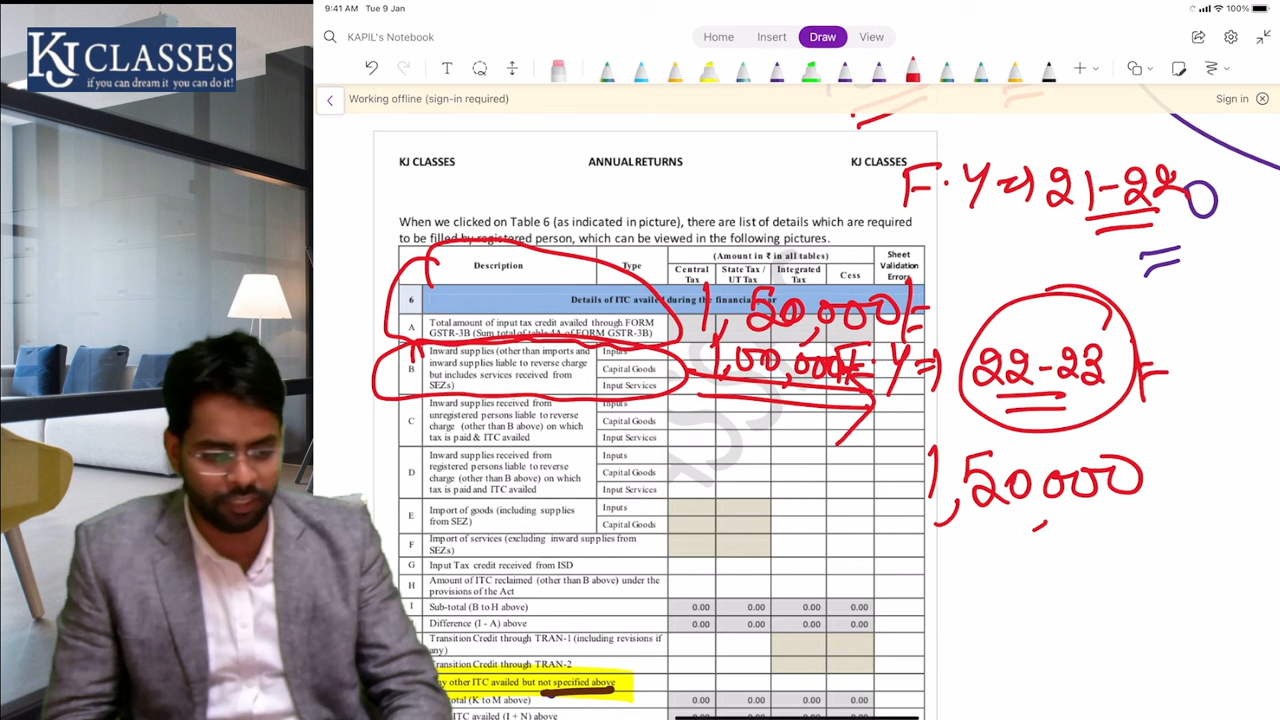 9:41 AM Tue 9 Jan
100%
KJ CLASSES
if you can dream it you can do it!
KAPIL's Notebook
Home Insert Draw View
Working offline (sign-in required)
Sign in
KJ CLASSES ANNUAL RETURNS KJ CLASSES
When we clicked on Table 6 (as indicated in picture), there are list of details which are required
to be filled by registered person, which can be viewed in the following pictures.
Description Type (Amount in ₹ in all tables) Sheet Validation Errors
Central Tax State Tax / UT Tax Integrated Tax Cess
6 Details of ITC availed during the financial year
A Total amount of input tax credit availed through FORM
GSTR-3B (Sum total of table 4A of FORM GSTR-3B)
B Inward supplies (other than imports and
inward supplies liable to reverse charge
but includes services received from
SEZs)
Inputs
Capital Goods
Input Services
C Inward supplies received from
unregistered persons liable to reverse
charge (other than B above) on which
tax is paid & ITC availed
Inputs
Capital Goods
Input Services
D Inward supplies received from
registered persons liable to reverse
charge (other than B above) on which
tax is paid and ITC availed
Inputs
Capital Goods
Input Services
E Import of goods (including supplies
from SEZ)
Inputs
Capital Goods
F Import of services (excluding inward supplies from
SEZs)
G Input Tax credit received from ISD
H Amount of ITC reclaimed (other than B above) under the
provisions of the Act
I Sub-total (B to H above) 0.00 0.00 0.00 0.00
Difference (I - A) above) 0.00 0.00 0.00 0.00
Transition Credit through TRAN-1 (including revisions if
any)
Transition Credit through TRAN-2
other ITC availed but not specified above
(K to M above) 0.00 0.00 0.00 0.00
ITC availed (I + N) above)
F.Y => 21-22
1,50,000/-
1,00,000/-
F.Y => 22-23
1,50,000